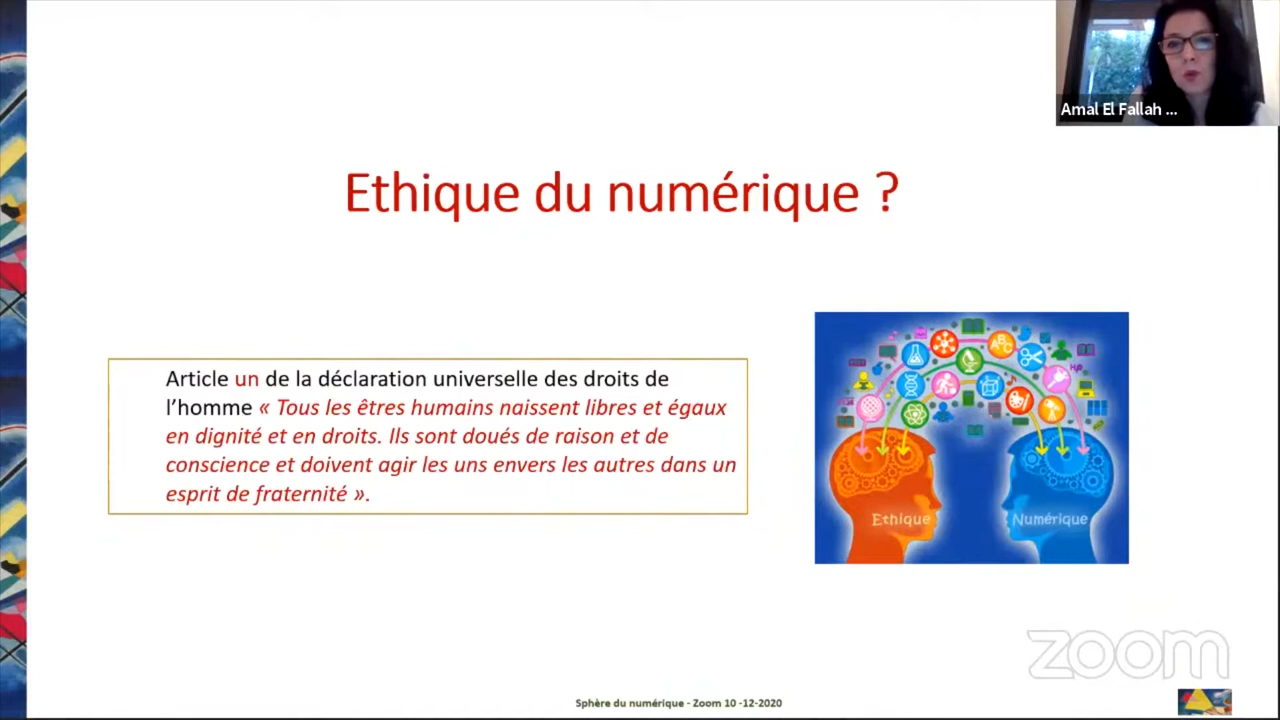 Amal El Fallah ...
Ethique du numérique ?
Article un de la déclaration universelle des droits de
l'homme « Tous les êtres humains naissent libres et égaux
en dignité et en droits. Ils sont doués de raison et de
conscience et doivent agir les uns envers les autres dans un
esprit de fraternité ».
ABC
H₂O
Ethique
Numérique
zoom
Sphère du numérique - Zoom 10 -12-2020